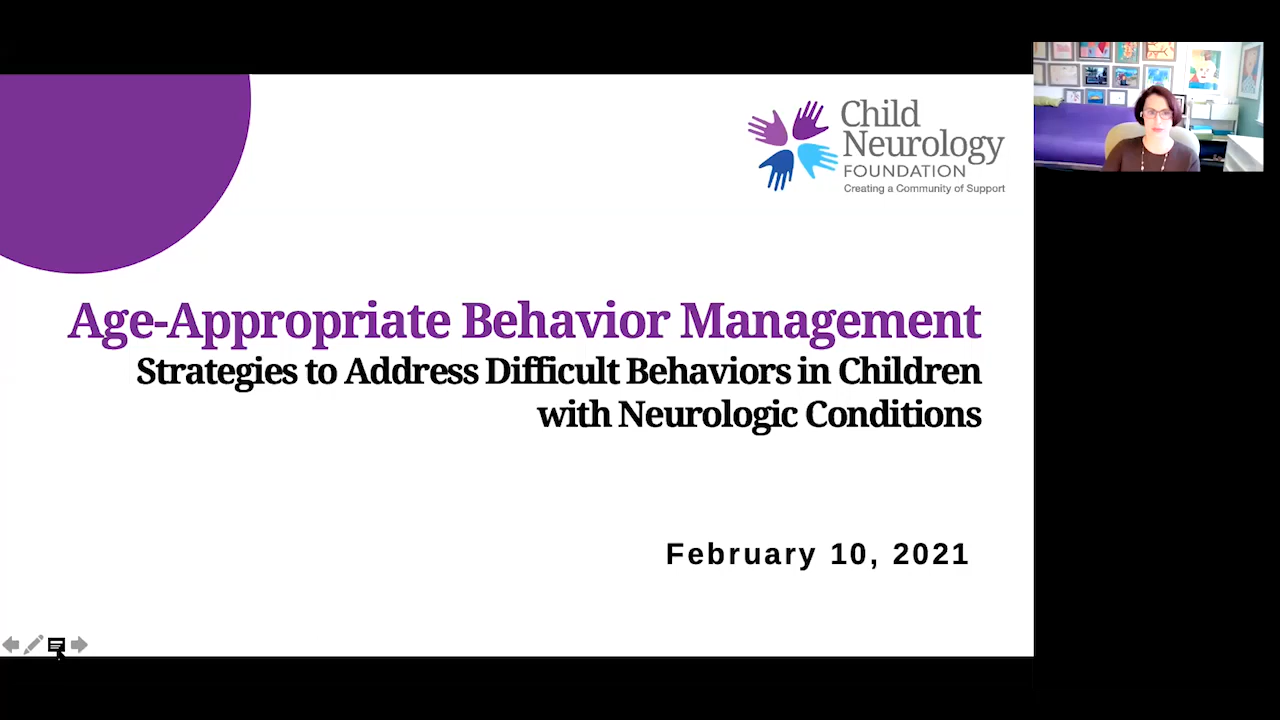 Child
Neurology
FOUNDATION
Creating a Community of Support
Age-Appropriate Behavior Management
Strategies to Address Difficult Behaviors in Children
with Neurologic Conditions
February 10, 2021